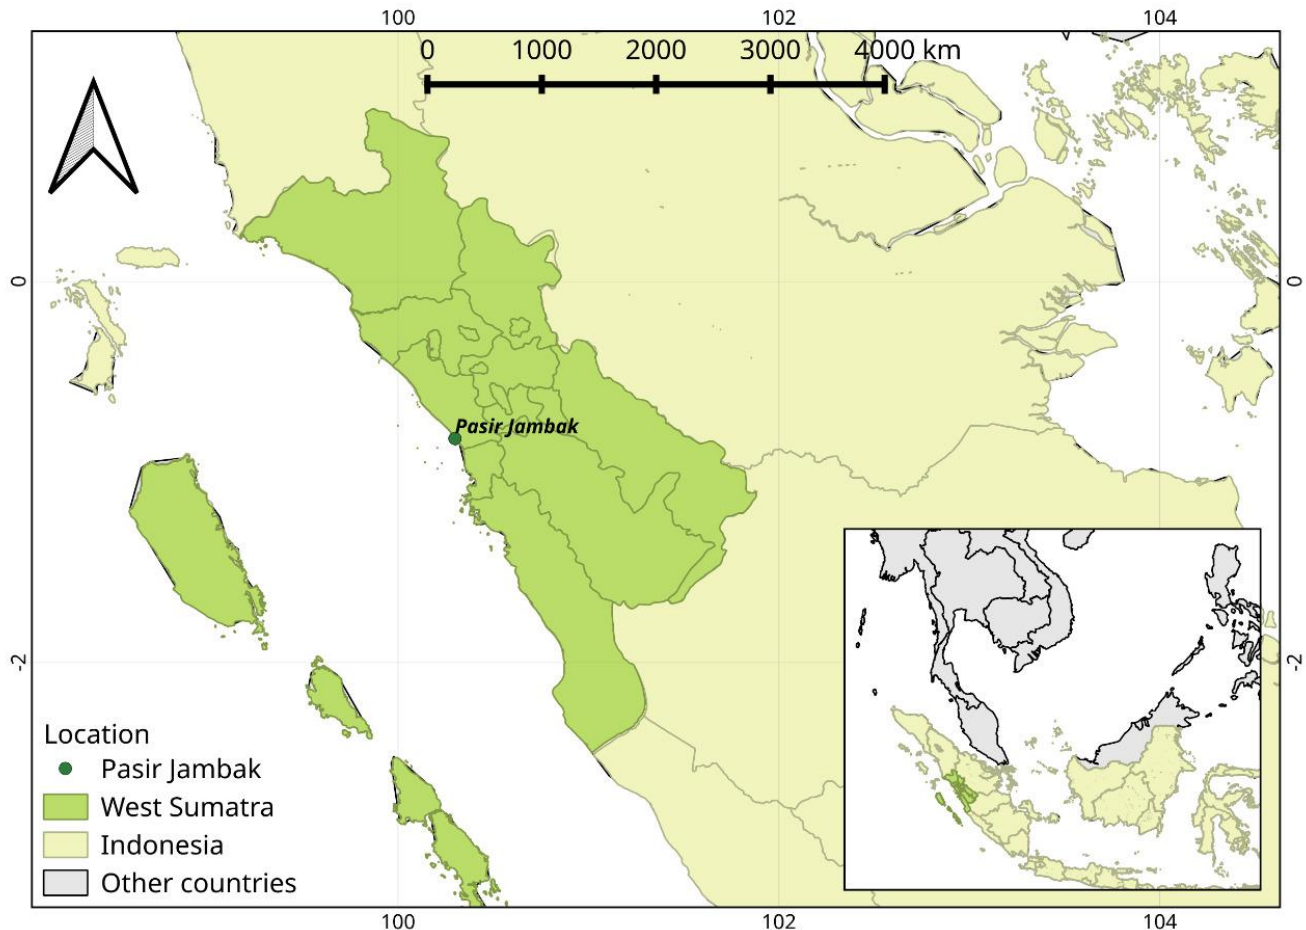 100 102 104
0 1000 2000 3000 4000 km
0 0
Pasir Jambak
-2 -2
Location
Pasir Jambak
West Sumatra
Indonesia
Other countries
100 102 104